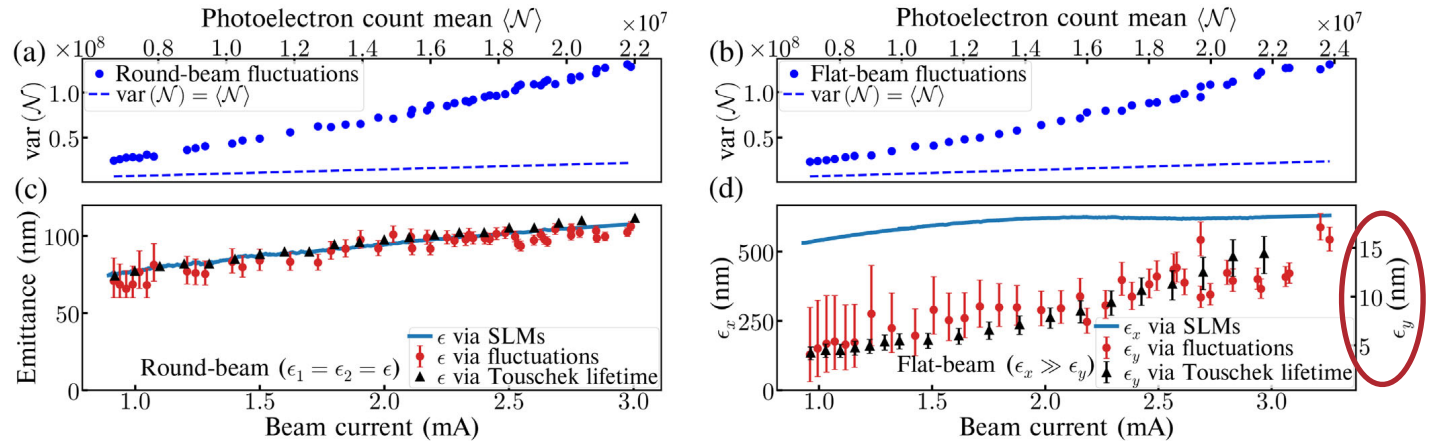 Photoelectron count mean ⟨𝒩⟩
(a)
×10⁸ 0.8 1.0 1.2 1.4 1.6 1.8 2.0 2.2 ×10⁷
Round-beam fluctuations
var (𝒩) = ⟨𝒩⟩
var (𝒩)
1.0
0.5
Photoelectron count mean ⟨𝒩⟩
(b)
×10⁸ 0.8 1.0 1.2 1.4 1.6 1.8 2.0 2.2 2.4 ×10⁷
Flat-beam fluctuations
var (𝒩) = ⟨𝒩⟩
var (𝒩)
1.0
0.5
(c)
Emittance (nm)
100
50
0
ϵ via SLMs
ϵ via fluctuations
ϵ via Touschek lifetime
Round-beam (ϵ₁ = ϵ₂ = ϵ)
1.0 1.5 2.0 2.5 3.0
Beam current (mA)
(d)
ϵₓ (nm)
500
250
0
15
10
5
ϵᵧ (nm)
ϵₓ via SLMs
ϵᵧ via fluctuations
ϵᵧ via Touschek lifetime
Flat-beam (ϵₓ ≫ ϵᵧ)
1.0 1.5 2.0 2.5 3.0
Beam current (mA)